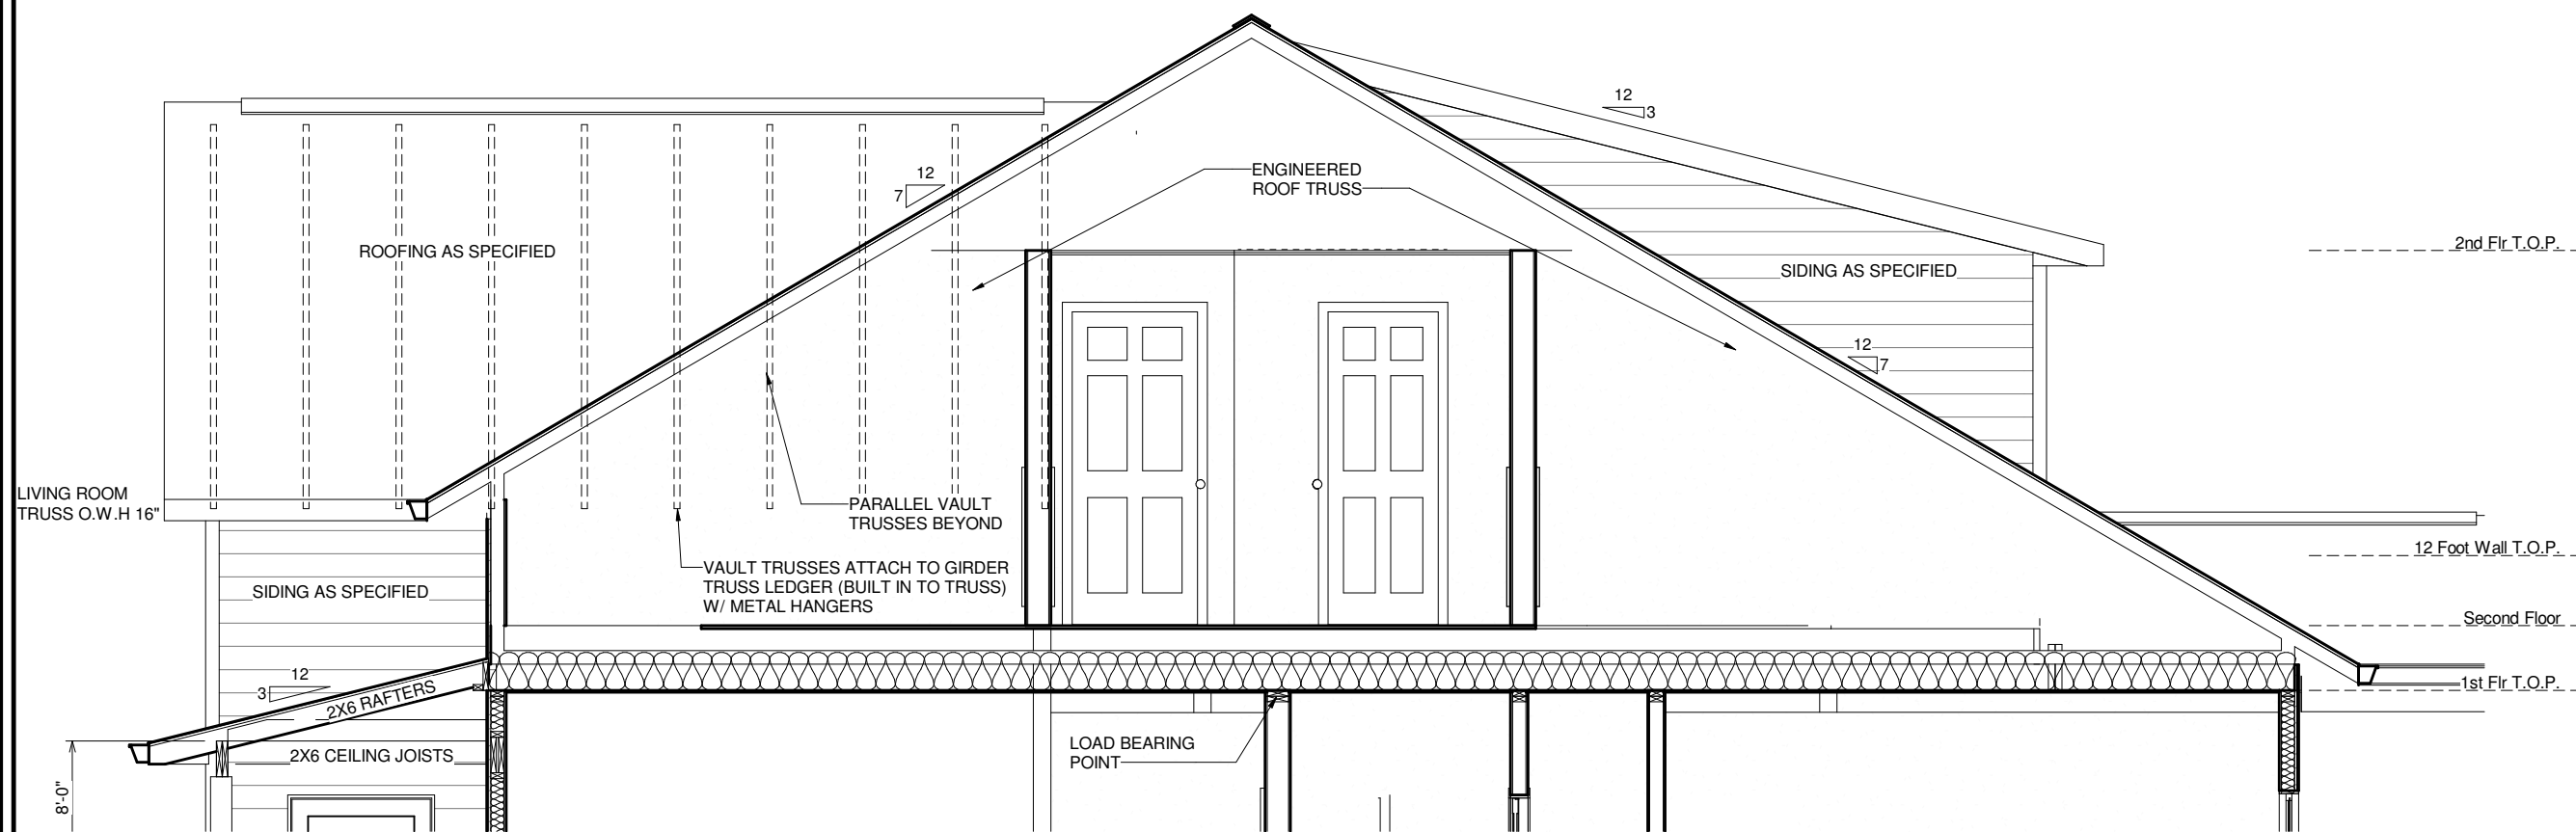 12
3
12
7
ENGINEERED
ROOF TRUSS
ROOFING AS SPECIFIED
2nd Flr T.O.P.
SIDING AS SPECIFIED
12
7
LIVING ROOM
TRUSS O.W.H 16"
PARALLEL VAULT
TRUSSES BEYOND
12 Foot Wall T.O.P.
VAULT TRUSSES ATTACH TO GIRDER
TRUSS LEDGER (BUILT IN TO TRUSS)
W/ METAL HANGERS
SIDING AS SPECIFIED
Second Floor
12
3
2X6 RAFTERS
1st Flr T.O.P.
LOAD BEARING
POINT
2X6 CEILING JOISTS
8'-0"